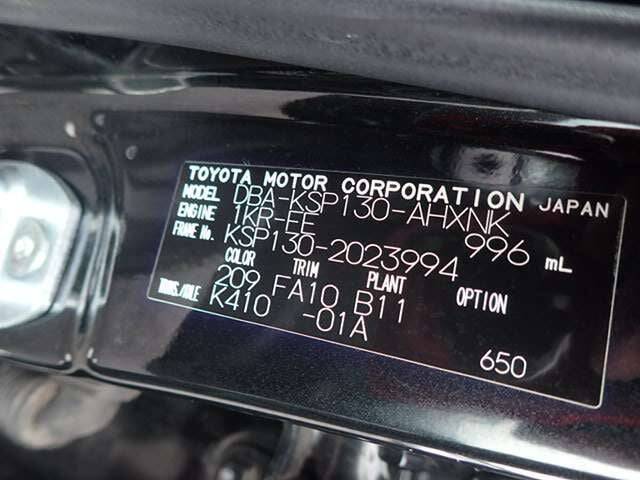 TOYOTA MOTOR CORPORATION JAPAN
MODEL DBA-KSP130-AHXNK
ENGINE 1KR-FE 996 mL
FRAME No. KSP130-2023994
COLOR TRIM PLANT OPTION
209 FA10 B11
TRANS./AXLE K410 -01A
650